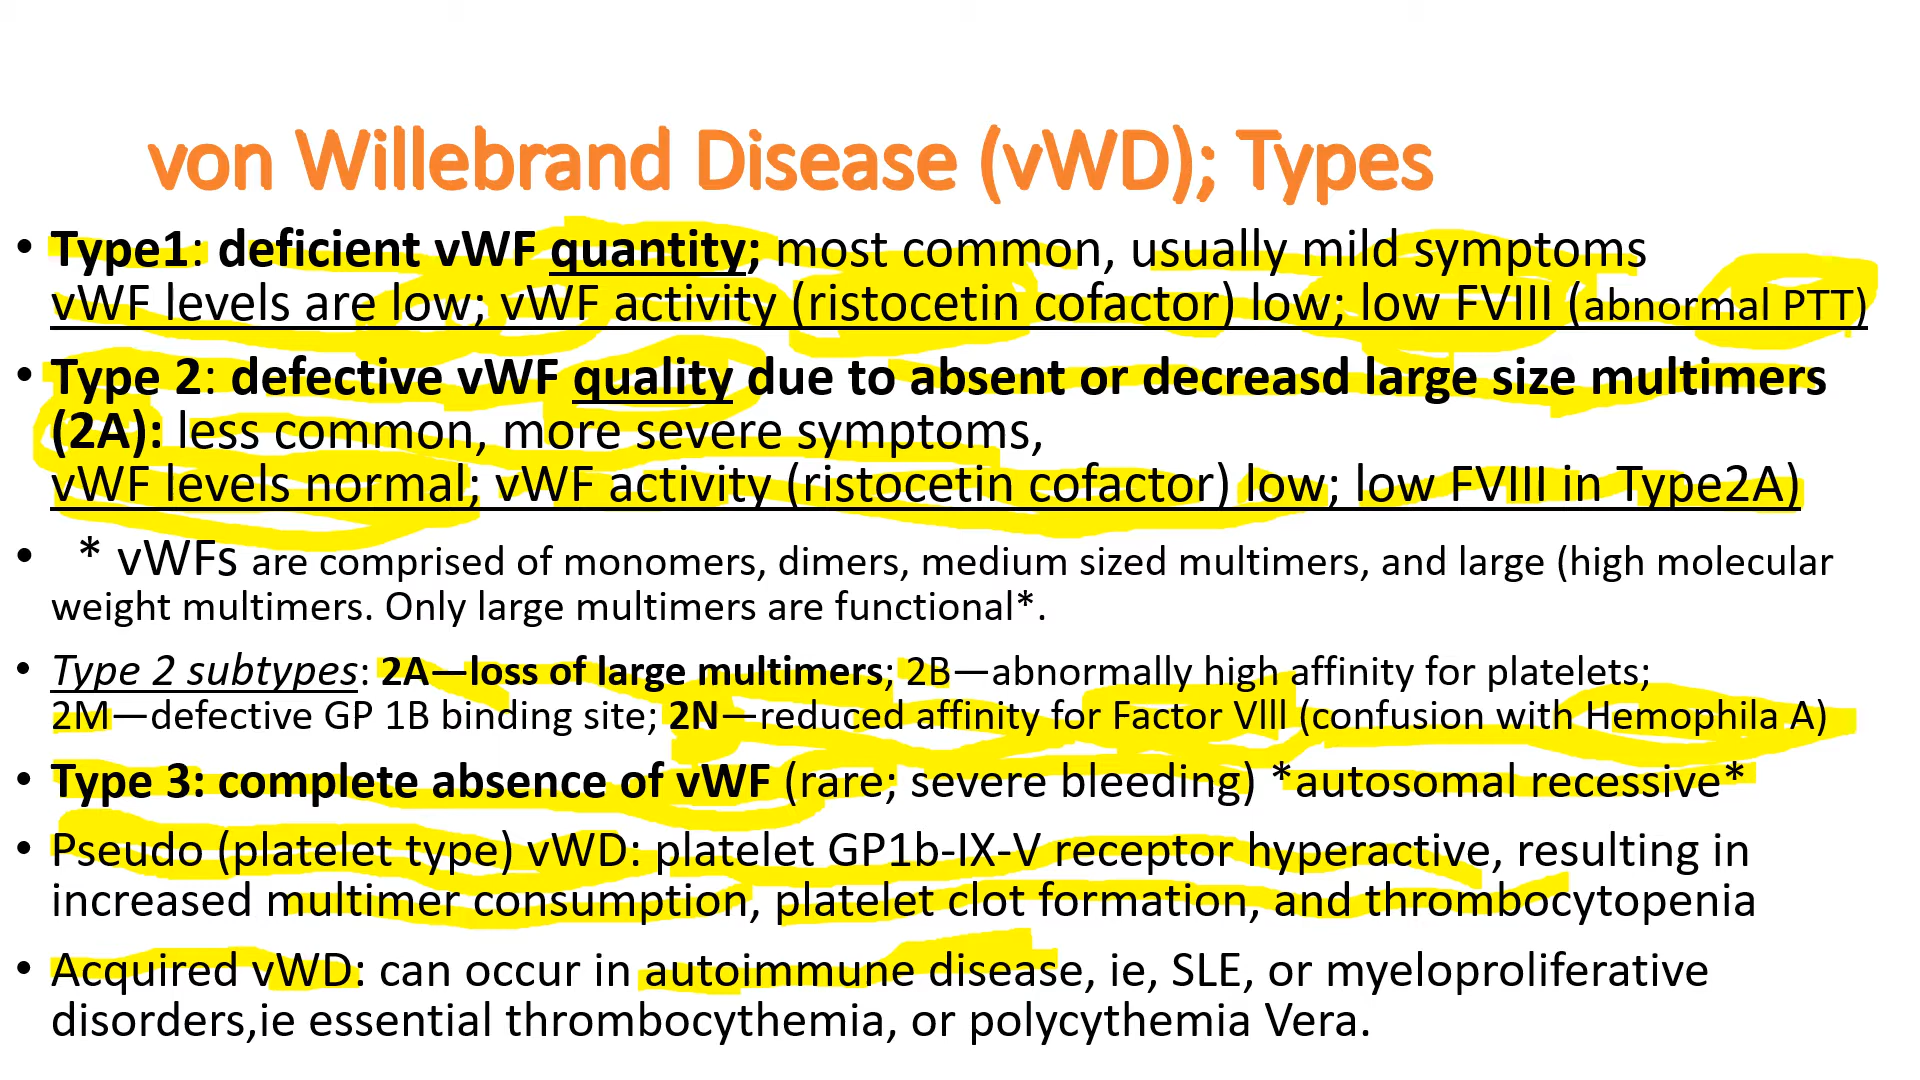 von Willebrand Disease (vWD); Types
• Type1: deficient vWF quantity; most common, usually mild symptoms
vWF levels are low; vWF activity (ristocetin cofactor) low; low FVIII (abnormal PTT)
• Type 2: defective vWF quality due to absent or decreasd large size multimers
(2A): less common, more severe symptoms,
vWF levels normal; vWF activity (ristocetin cofactor) low; low FVIII in Type2A)
• * vWFs are comprised of monomers, dimers, medium sized multimers, and large (high molecular
weight multimers. Only large multimers are functional*.
• Type 2 subtypes: 2A—loss of large multimers; 2B—abnormally high affinity for platelets;
2M—defective GP 1B binding site; 2N—reduced affinity for Factor Vlll (confusion with Hemophila A)
• Type 3: complete absence of vWF (rare; severe bleeding) *autosomal recessive*
• Pseudo (platelet type) vWD: platelet GP1b-IX-V receptor hyperactive, resulting in
increased multimer consumption, platelet clot formation, and thrombocytopenia
• Acquired vWD: can occur in autoimmune disease, ie, SLE, or myeloproliferative
disorders,ie essential thrombocythemia, or polycythemia Vera.